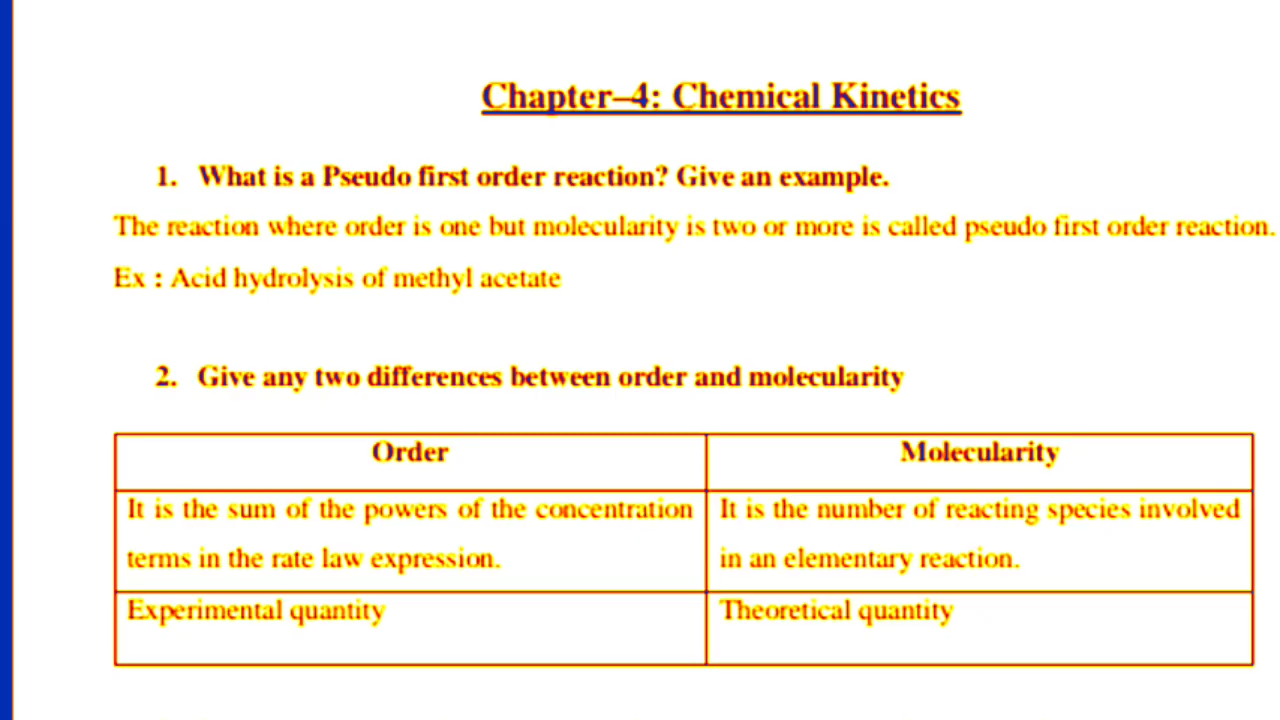 Chapter–4: Chemical Kinetics
1. What is a Pseudo first order reaction? Give an example.
The reaction where order is one but molecularity is two or more is called pseudo first order reaction.
Ex : Acid hydrolysis of methyl acetate
2. Give any two differences between order and molecularity
Order Molecularity
It is the sum of the powers of the concentration It is the number of reacting species involved
terms in the rate law expression. in an elementary reaction.
Experimental quantity Theoretical quantity